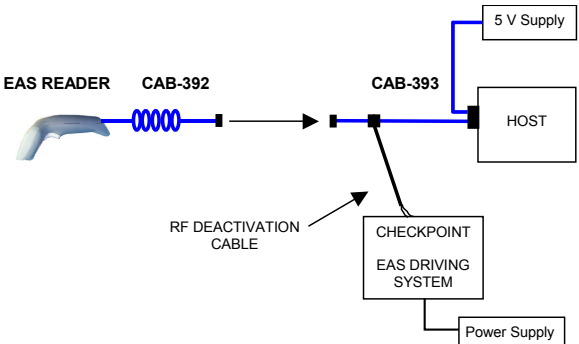 5 V Supply
EAS READER
CAB-392
CAB-393
HOST
RF DEACTIVATION
CABLE
CHECKPOINT
EAS DRIVING
SYSTEM
Power Supply